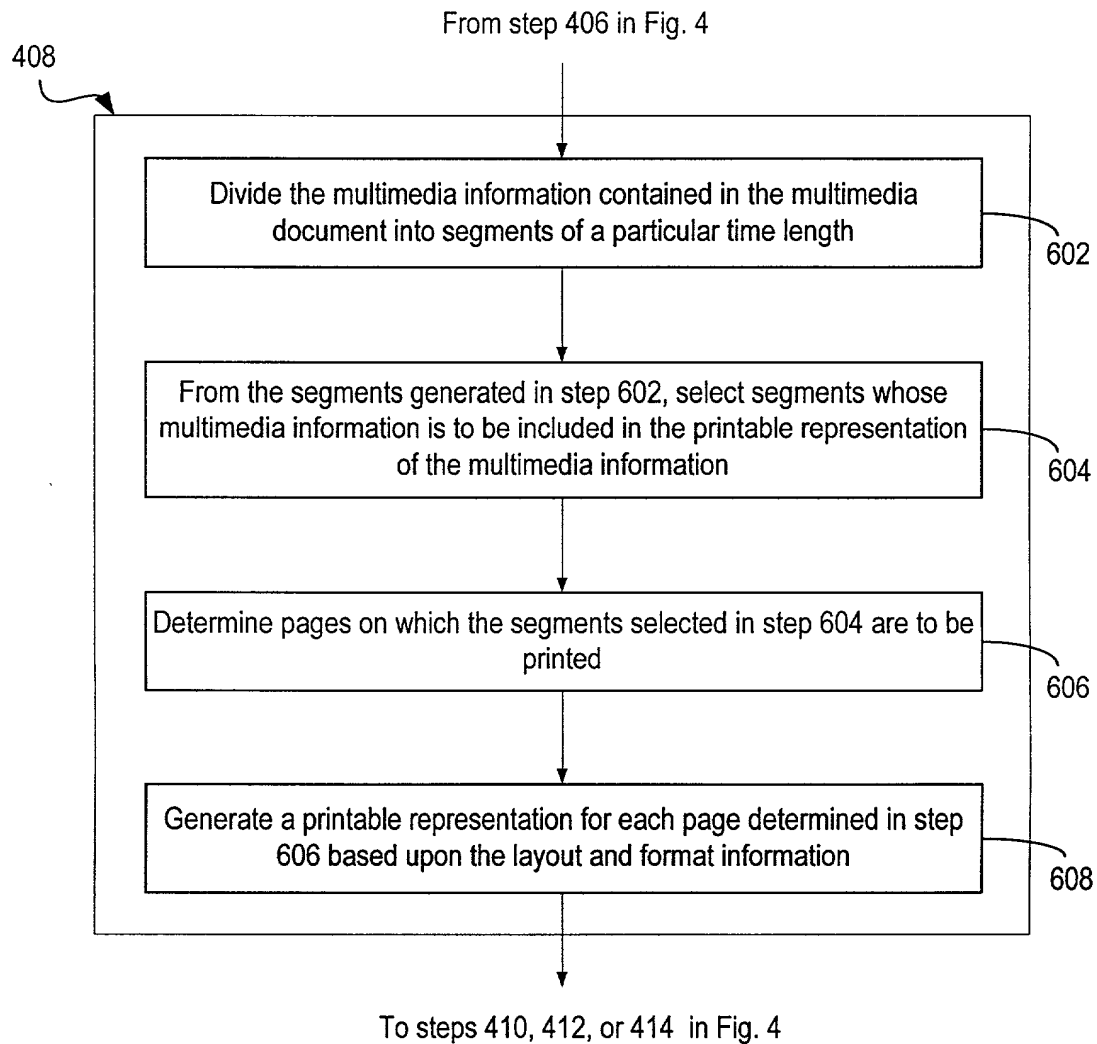 From step 406 in Fig. 4
408
Divide the multimedia information contained in the multimedia
document into segments of a particular time length
602
From the segments generated in step 602, select segments whose
multimedia information is to be included in the printable representation
of the multimedia information
604
Determine pages on which the segments selected in step 604 are to be
printed
606
Generate a printable representation for each page determined in step
606 based upon the layout and format information
608
To steps 410, 412, or 414 in Fig. 4